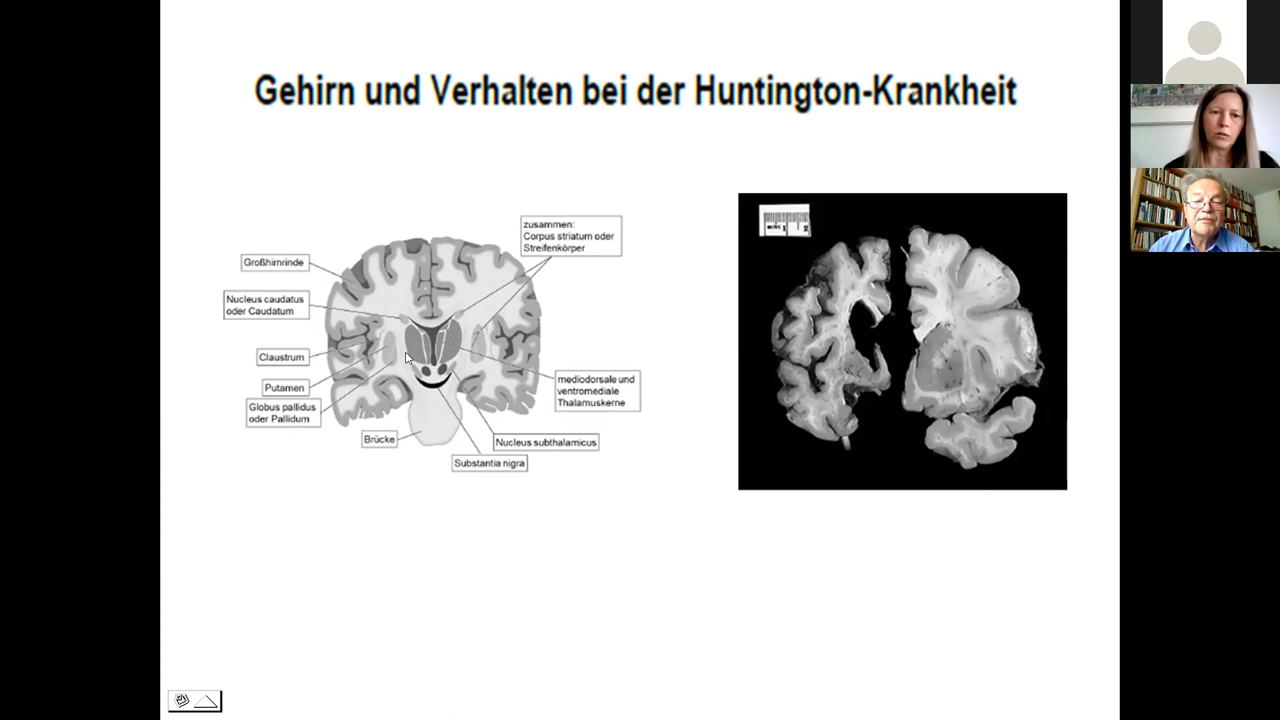 Gehirn und Verhalten bei der Huntington-Krankheit
zusammen:
Corpus striatum oder
Streifenkörper
Großhirnrinde
Nucleus caudatus
oder Caudatum
Claustrum
Putamen
Globus pallidus
oder Pallidum
mediodorsale und
ventromediale
Thalamuskerne
Brücke
Nucleus subthalamicus
Substantia nigra